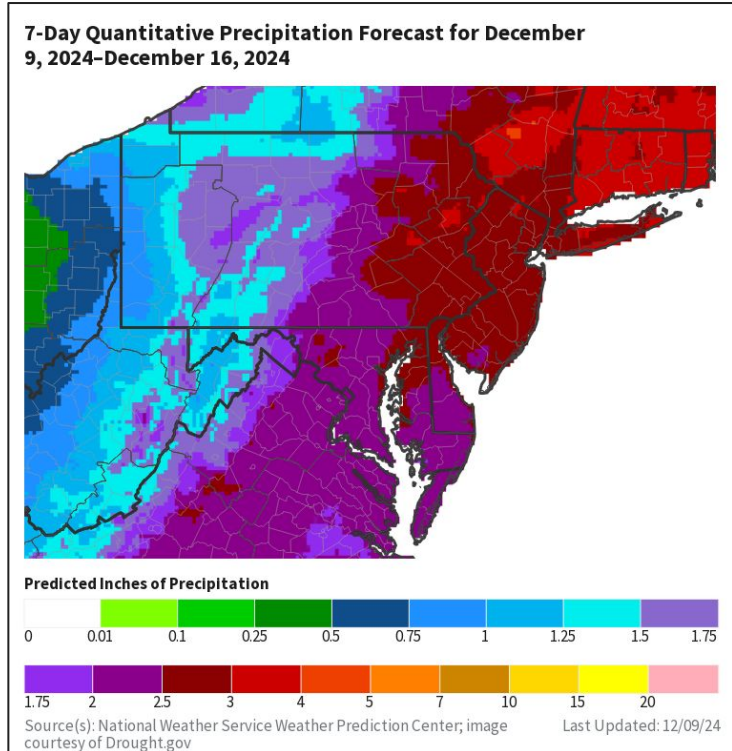 7-Day Quantitative Precipitation Forecast for December
9, 2024–December 16, 2024
Predicted Inches of Precipitation
0 0.01 0.1 0.25 0.5 0.75 1 1.25 1.5 1.75
1.75 2 2.5 3 4 5 7 10 15 20
Source(s): National Weather Service Weather Prediction Center; image Last Updated: 12/09/24
courtesy of Drought.gov